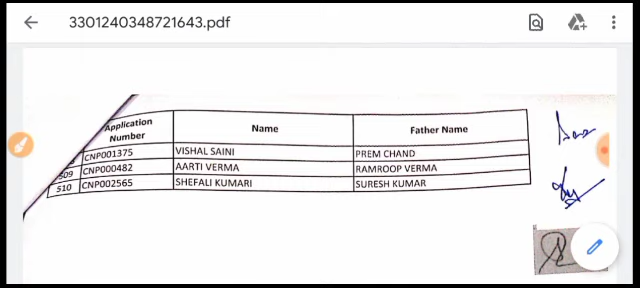 3301240348721643.pdf
Application Number Name Father Name
CNP001375 VISHAL SAINI PREM CHAND
509 CNP000482 AARTI VERMA RAMROOP VERMA
510 CNP002565 SHEFALI KUMARI SURESH KUMAR